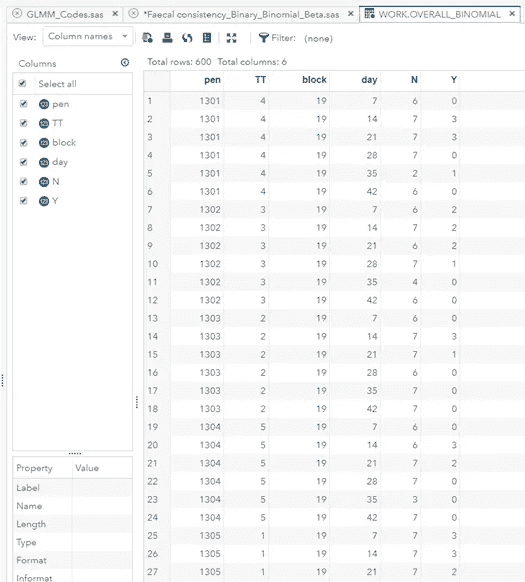 GLMM_Codes.sas × *Faecal consistency_Binary_Binomial_Beta.sas × WORK.OVERALL_BINOMIAL
View: Column names Filter: (none)
Columns Total rows: 600 Total columns: 6
Select all pen TT block day N Y
pen 1 1301 4 19 7 6 0
TT 2 1301 4 19 14 7 3
block 3 1301 4 19 21 7 3
day 4 1301 4 19 28 7 0
N 5 1301 4 19 35 2 1
Y 6 1301 4 19 42 6 0
7 1302 3 19 7 6 2
8 1302 3 19 14 7 2
9 1302 3 19 21 6 2
10 1302 3 19 28 7 1
11 1302 3 19 35 4 0
12 1302 3 19 42 6 0
13 1303 2 19 7 6 0
14 1303 2 19 14 7 3
15 1303 2 19 21 7 1
16 1303 2 19 28 6 0
17 1303 2 19 35 7 0
18 1303 2 19 42 7 0
19 1304 5 19 7 6 0
Property Value 20 1304 5 19 14 6 3
Label 21 1304 5 19 21 7 2
Name 22 1304 5 19 28 7 0
Length 23 1304 5 19 35 3 0
Type 24 1304 5 19 42 7 0
Format 25 1305 1 19 7 7 3
Informat 26 1305 1 19 14 7 3
27 1305 1 19 21 7 2